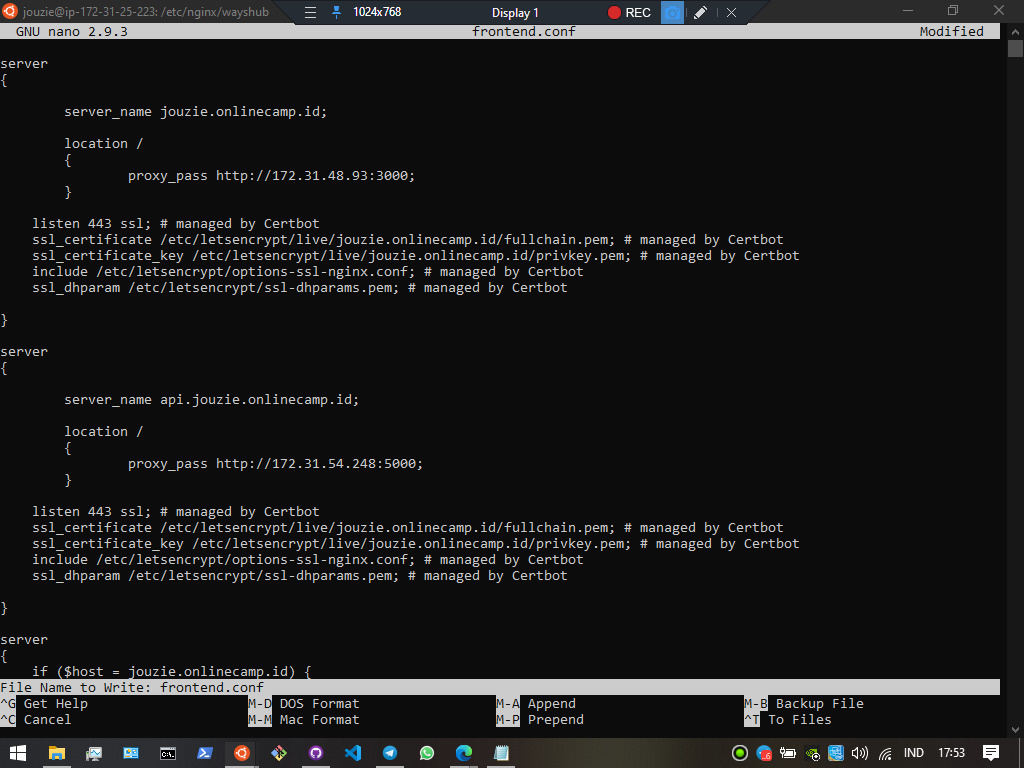 jouzie@ip-172-31-25-223: /etc/nginx/wayshub
1024x768
Display 1
REC
GNU nano 2.9.3 frontend.conf Modified
server
{
server_name jouzie.onlinecamp.id;
location /
{
proxy_pass http://172.31.48.93:3000;
}
listen 443 ssl; # managed by Certbot
ssl_certificate /etc/letsencrypt/live/jouzie.onlinecamp.id/fullchain.pem; # managed by Certbot
ssl_certificate_key /etc/letsencrypt/live/jouzie.onlinecamp.id/privkey.pem; # managed by Certbot
include /etc/letsencrypt/options-ssl-nginx.conf; # managed by Certbot
ssl_dhparam /etc/letsencrypt/ssl-dhparams.pem; # managed by Certbot
}
server
{
server_name api.jouzie.onlinecamp.id;
location /
{
proxy_pass http://172.31.54.248:5000;
}
listen 443 ssl; # managed by Certbot
ssl_certificate /etc/letsencrypt/live/jouzie.onlinecamp.id/fullchain.pem; # managed by Certbot
ssl_certificate_key /etc/letsencrypt/live/jouzie.onlinecamp.id/privkey.pem; # managed by Certbot
include /etc/letsencrypt/options-ssl-nginx.conf; # managed by Certbot
ssl_dhparam /etc/letsencrypt/ssl-dhparams.pem; # managed by Certbot
}
server
{
if ($host = jouzie.onlinecamp.id) {
File Name to Write: frontend.conf
^G Get Help M-D DOS Format M-A Append M-B Backup File
^C Cancel M-M Mac Format M-P Prepend ^T To Files
IND 17:53